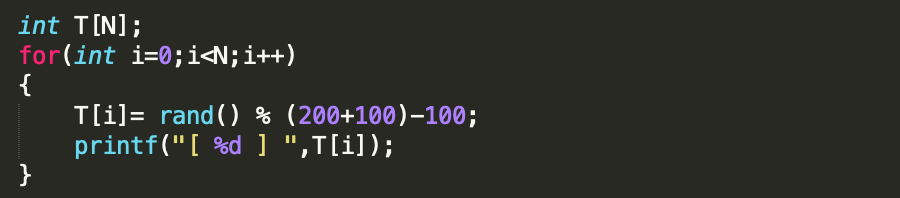 int T[N];
for(int i=0;i<N;i++)
{
    T[i]= rand() % (200+100)-100;
    printf("[ %d ] ",T[i]);
}